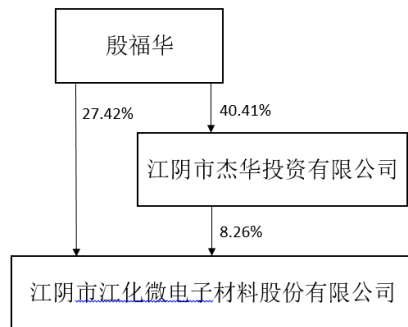 殷福华
27.42%
40.41%
江阴市杰华投资有限公司
8.26%
江阴市江化微电子材料股份有限公司